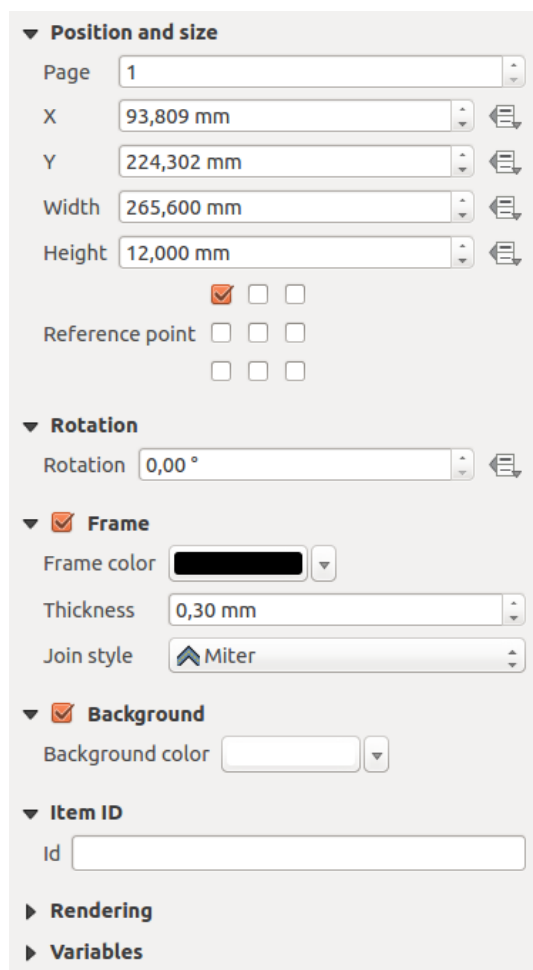 Position and size
Page 1
X 93,809 mm
Y 224,302 mm
Width 265,600 mm
Height 12,000 mm
Reference point
Rotation
Rotation 0,00 °
Frame
Frame color
Thickness 0,30 mm
Join style Miter
Background
Background color
Item ID
Id
Rendering
Variables